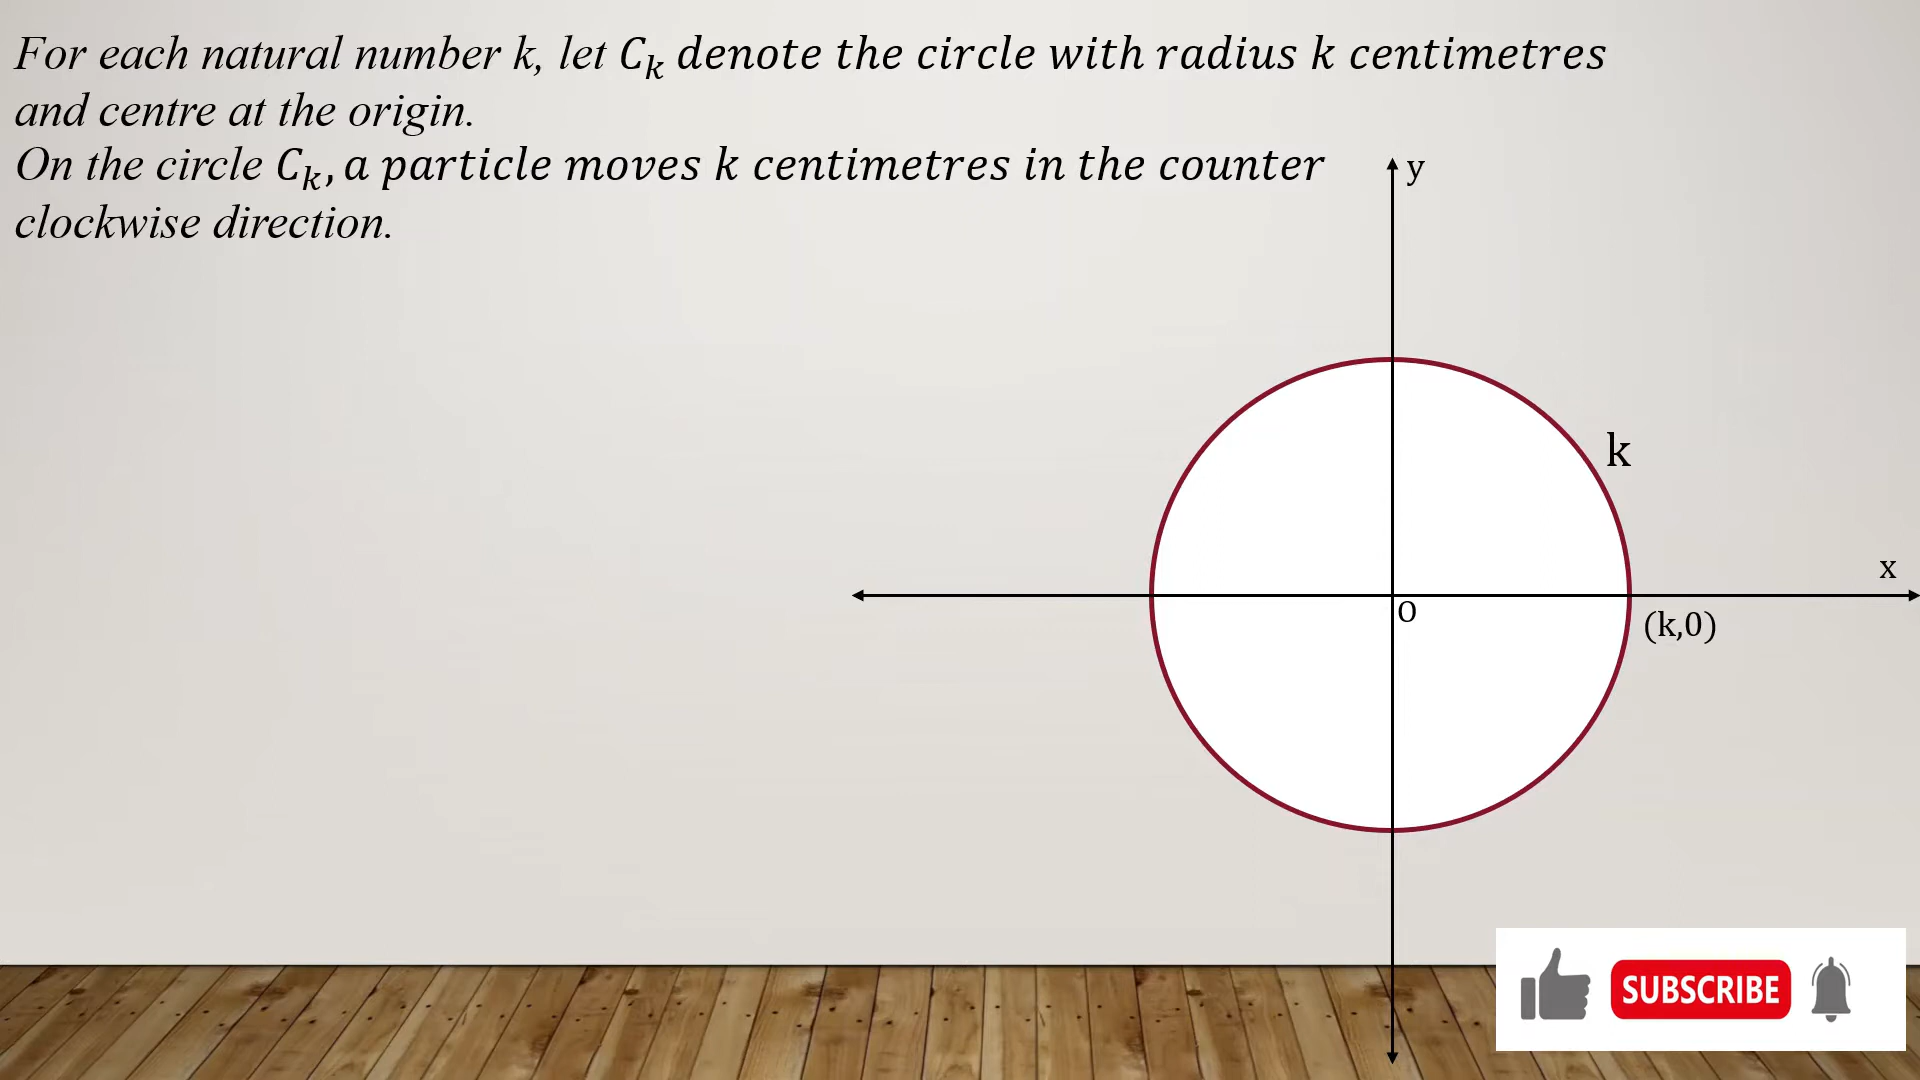 For each natural number k, let Cₖ denote the circle with radius k centimetres
and centre at the origin.
On the circle Cₖ, a particle moves k centimetres in the counter
clockwise direction.
y
k
x
O
(k,0)
SUBSCRIBE